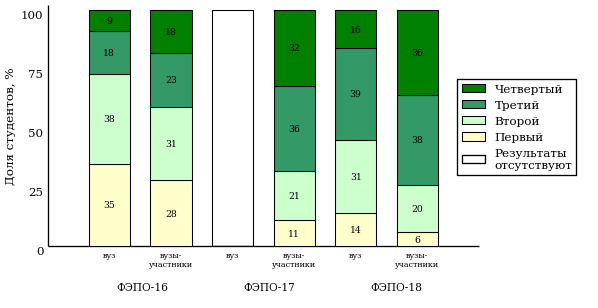 100
75
50
25
0
Доля студентов, %
9
18
38
35
18
23
31
28
32
36
21
11
16
39
31
14
36
38
20
6
вуз
вузы-
участники
вуз
вузы-
участники
вуз
вузы-
участники
ФЭПО-16
ФЭПО-17
ФЭПО-18
Четвертый
Третий
Второй
Первый
Результаты
отсутствуют